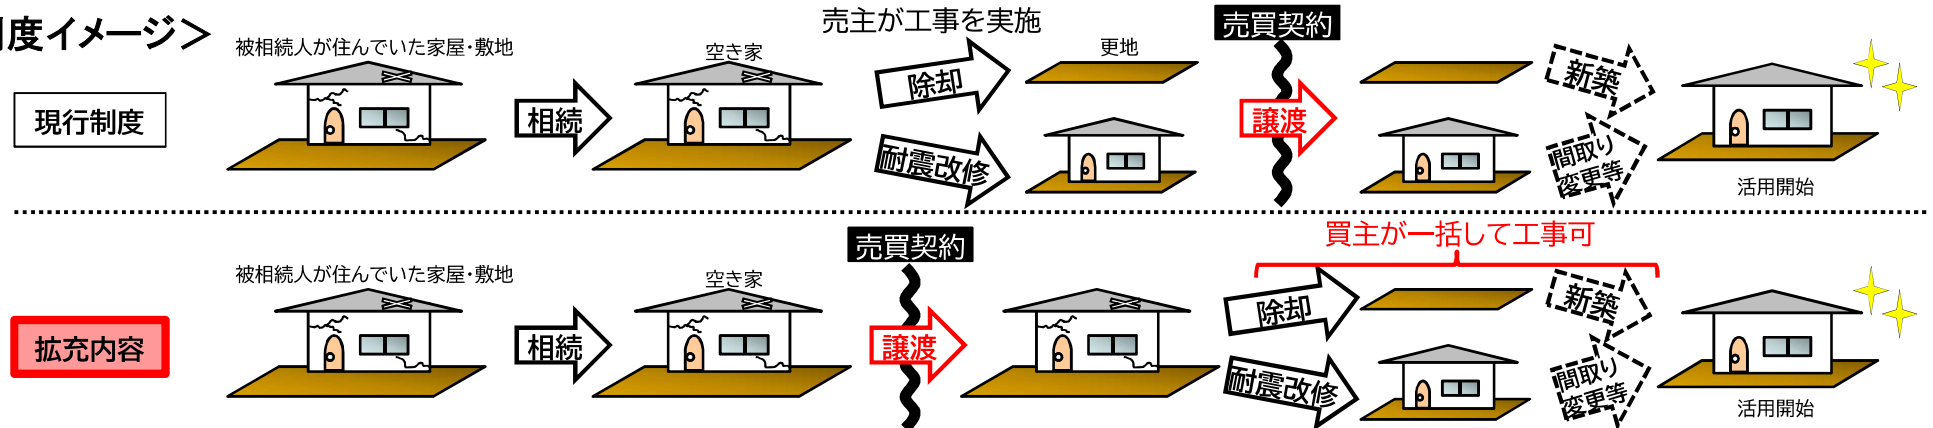 度イメージ＞
売主が工事を実施
売買契約
被相続人が住んでいた家屋・敷地
空き家
更地
除却
新築
現行制度
相続
譲渡
耐震改修
間取り
変更等
活用開始
買主が一括して工事可
売買契約
被相続人が住んでいた家屋・敷地
空き家
除却
新築
拡充内容
相続
譲渡
耐震改修
間取り
変更等
活用開始